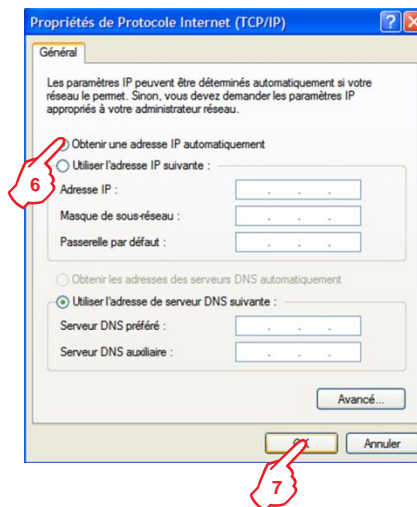 Propriétés de Protocole Internet (TCP/IP)
Général
Les paramètres IP peuvent être déterminés automatiquement si votre
réseau le permet. Sinon, vous devez demander les paramètres IP
appropriés à votre administrateur réseau.
Obtenir une adresse IP automatiquement
Utiliser l'adresse IP suivante :
6
Adresse IP :
Masque de sous-réseau :
Passerelle par défaut :
Obtenir les adresses des serveurs DNS automatiquement
Utiliser l'adresse de serveur DNS suivante :
Serveur DNS préféré :
Serveur DNS auxiliaire :
Avancé...
OK Annuler
7